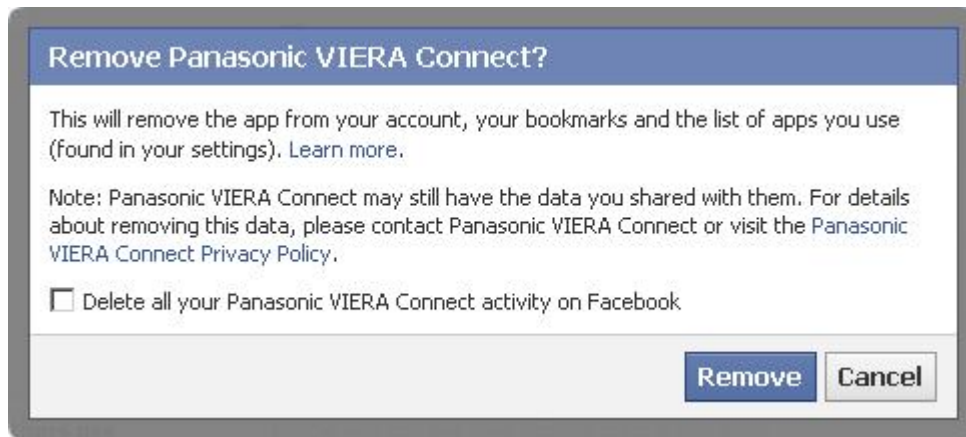 Remove Panasonic VIERA Connect?
This will remove the app from your account, your bookmarks and the list of apps you use
(found in your settings). Learn more.
Note: Panasonic VIERA Connect may still have the data you shared with them. For details
about removing this data, please contact Panasonic VIERA Connect or visit the Panasonic
VIERA Connect Privacy Policy.
Delete all your Panasonic VIERA Connect activity on Facebook
Remove Cancel